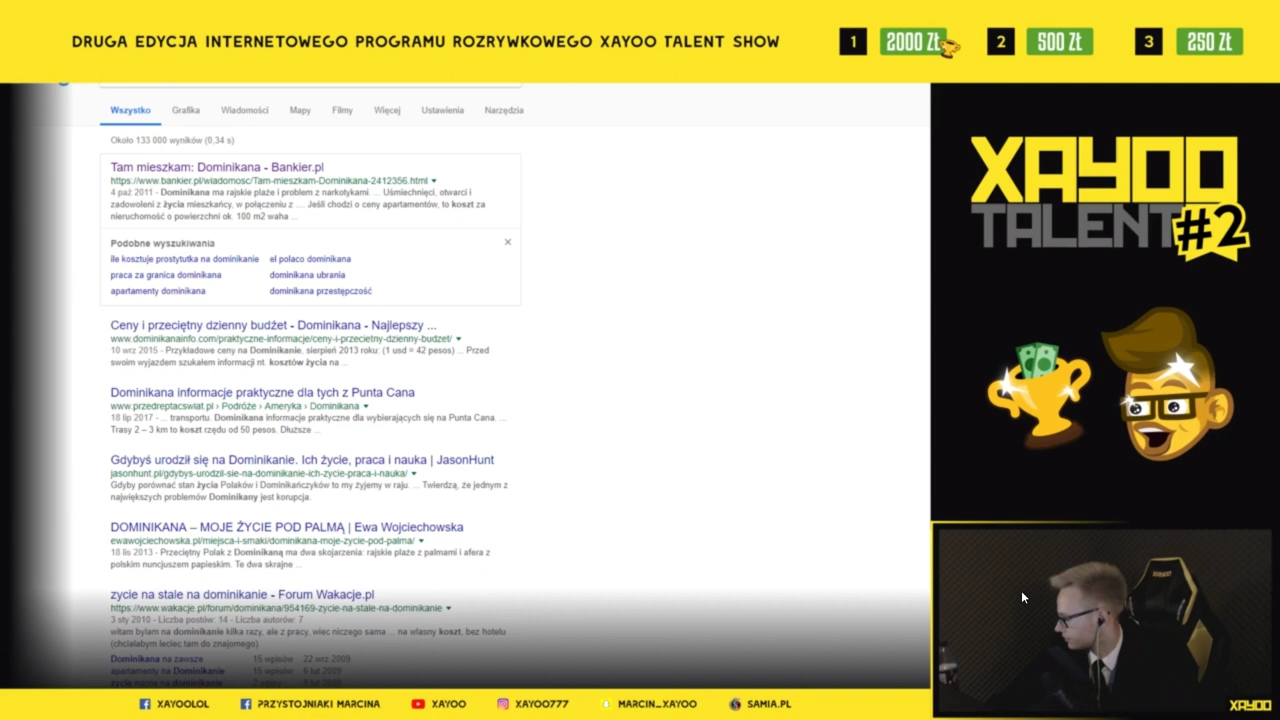 DRUGA EDYCJA INTERNETOWEGO PROGRAMU ROZRYWKOWEGO XAYOO TALENT SHOW
1 2000 ZŁ 2 500 ZŁ 3 250 ZŁ
Wszystko Grafika Wiadomości Mapy Filmy Więcej Ustawienia Narzędzia
Około 133 000 wyników (0,34 s)
Tam mieszkam: Dominikana - Bankier.pl
https://www.bankier.pl/wiadomosc/Tam-mieszkam-Dominikana-2412356.html
4 paź 2011 - Dominikana ma rajskie plaże i problem z narkotykami. ... Uśmiechnięci, otwarci i
zadowoleni z życia mieszkańcy, w połączeniu z .... Jeśli chodzi o ceny apartamentów, to koszt za
nieruchomość o powierzchni ok. 100 m2 waha ...
Podobne wyszukiwania
ile kosztuje prostytutka na dominikanie el polaco dominikana
praca za granica dominikana dominikana ubrania
apartamenty dominikana dominikana przestępczość
Ceny i przeciętny dzienny budżet - Dominikana - Najlepszy ...
www.dominikanainfo.com/praktyczne-informacje/ceny-i-przecietny-dzienny-budzet/
10 wrz 2015 - Przykładowe ceny na Dominikanie, sierpień 2013 roku: (1 usd = 42 pesos) ... Przed
swoim wyjazdem szukałem informacji nt. kosztów życia na ...
Dominikana informacje praktyczne dla tych z Punta Cana
www.przedreptacswiat.pl › Podróże › Ameryka › Dominikana
18 lip 2017 - ... transportu. Dominikana informacje praktyczne dla wybierających się na Punta Cana. ...
Trasy 2 – 3 km to koszt rzędu od 50 pesos. Dłuższe ...
Gdybyś urodził się na Dominikanie. Ich życie, praca i nauka | JasonHunt
jasonhunt.pl/gdybys-urodzil-sie-na-dominikanie-ich-zycie-praca-i-nauka/
Gdyby porównać stan życia Polaków i Dominikańczyków to my żyjemy w raju. ... Twierdzą, że jednym z
największych problemów Dominikany jest korupcja.
DOMINIKANA – MOJE ŻYCIE POD PALMĄ | Ewa Wojciechowska
ewawojciechowska.pl/miejsca-i-smaki/dominikana-moje-zycie-pod-palma/
18 lis 2013 - Przeciętny Polak z Dominikaną ma dwa skojarzenia: rajskie plaże z palmami i afera z
polskim nuncjuszem papieskim. Te dwa skrajne ...
zycie na stale na dominikanie - Forum Wakacje.pl
https://www.wakacje.pl/forum/dominikana/954169-zycie-na-stale-na-dominikanie
3 sty 2010 - Liczba postów: 14 - Liczba autorów: 7
witam bylam na dominikanie kilka razy, ale z pracy, wiec niczego sama ... na wlasny koszt, bez hotelu
(chcialabym leciec tam do znajomego).
Dominikana na zawsze 15 wpisów 22 wrz 2009
apartamenty na Dominikanie 15 wpisów 6 lut 2009
zycie nocne na dominikanie
XAYOO
TALENT #2
XAYOO
XAYOOLOL PRZYSTOJNIAKI MARCINA XAYOO XAYOO777 MARCIN_XAYOO SAMIA.PL
XAYOO